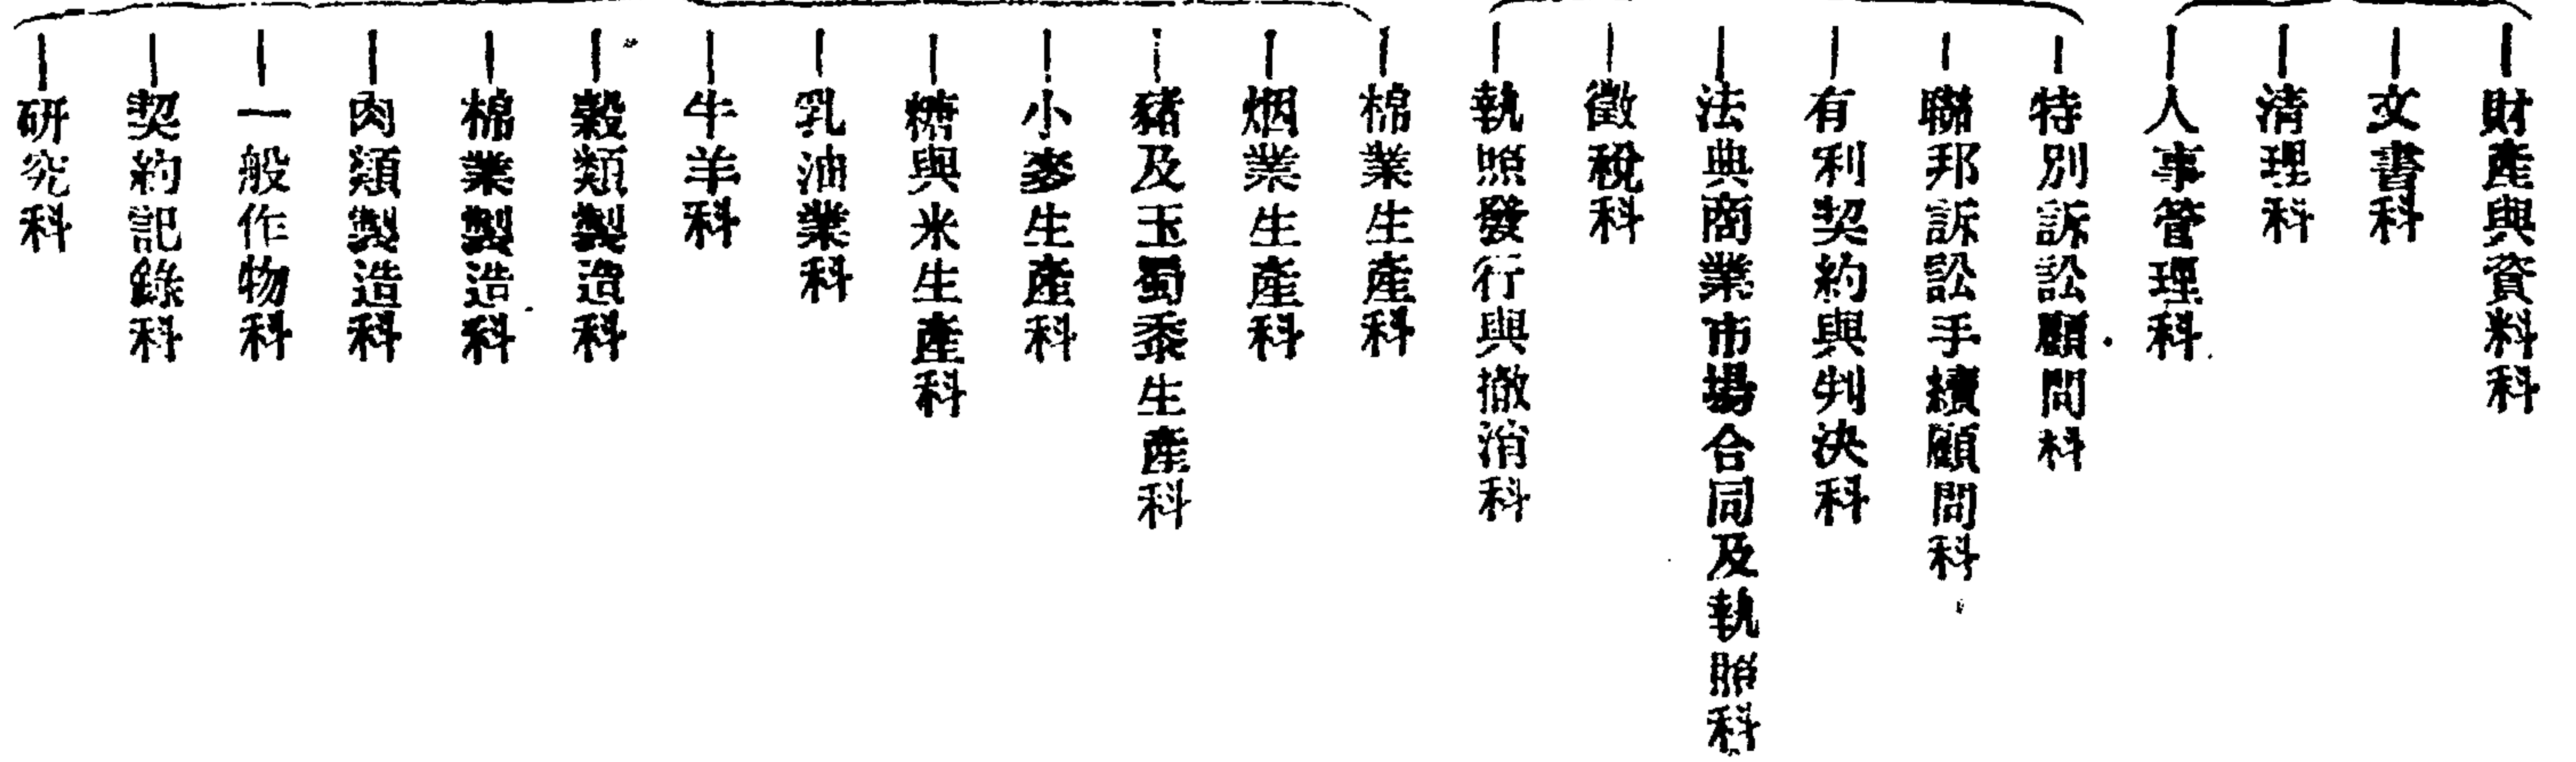 財產與資料科
文書科
清理科
人事管理科
特別訴訟顧問科
聯邦訴訟手續顧問科
有利契約與判决科
法典商業市場合同及執照科
徵稅科
執照發行與撤消科
棉業生產科
烟業生產科
豬及玉蜀黍生產科
小麥生產科
糖與米生產科
乳油業科
牛羊科
穀類製造科
棉業製造科
肉類製造科
一般作物科
契約記錄科
研究科